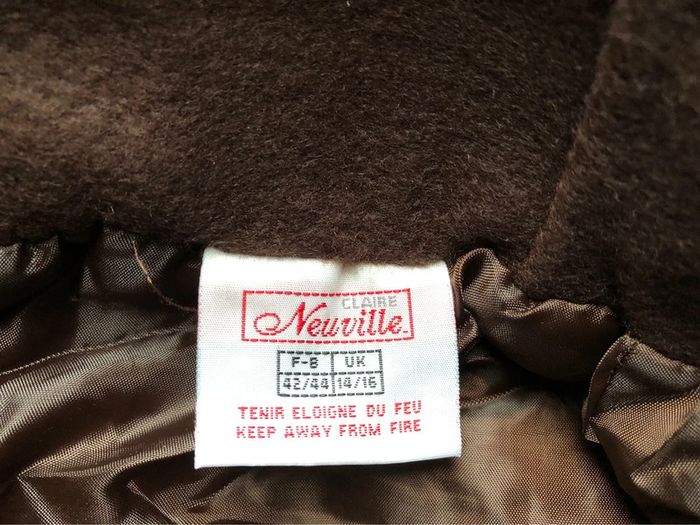 CLAIRE
Neuville
F-B UK
42/44 14/16
TENIR ELOIGNE DU FEU
KEEP AWAY FROM FIRE